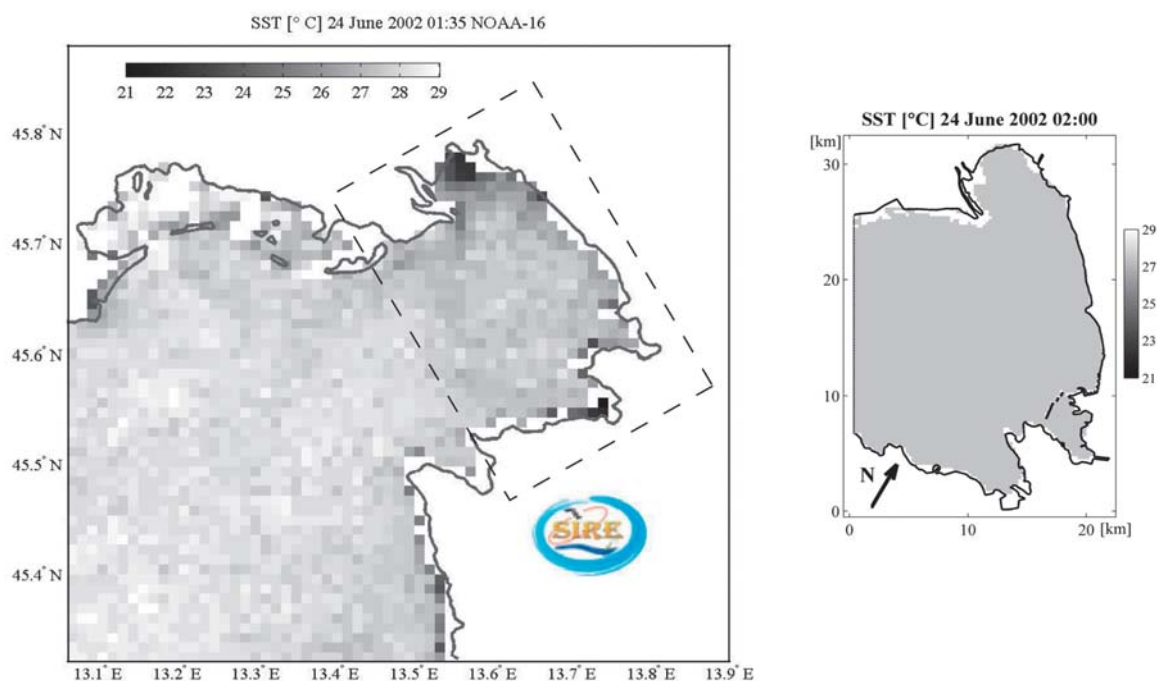 SST [° C] 24 June 2002 01:35 NOAA-16
21 22 23 24 25 26 27 28 29
45.8° N
45.7° N
45.6° N
45.5° N
45.4° N
13.1° E 13.2° E 13.3° E 13.4° E 13.5° E 13.6° E 13.7° E 13.8° E 13.9° E
SIRE
SST [°C] 24 June 2002 02:00
[km]
30
20
10
0
0 10 20 [km]
N
29
27
25
23
21